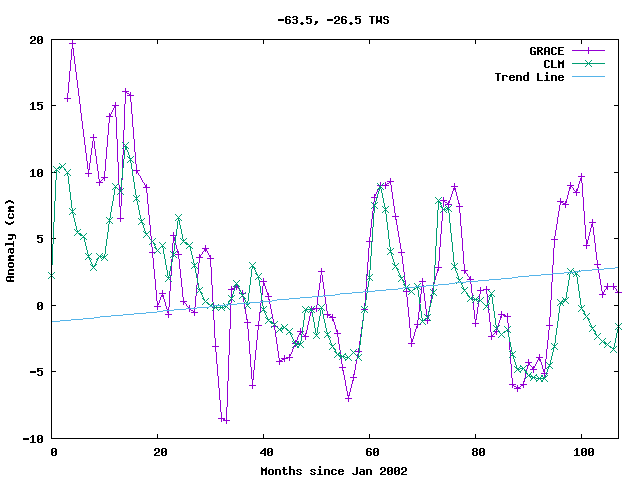 -63.5, -26.5 TWS
GRACE
CLM
Trend Line
20
15
10
5
0
-5
-10
Anomaly (cm)
0 20 40 60 80 100
Months since Jan 2002